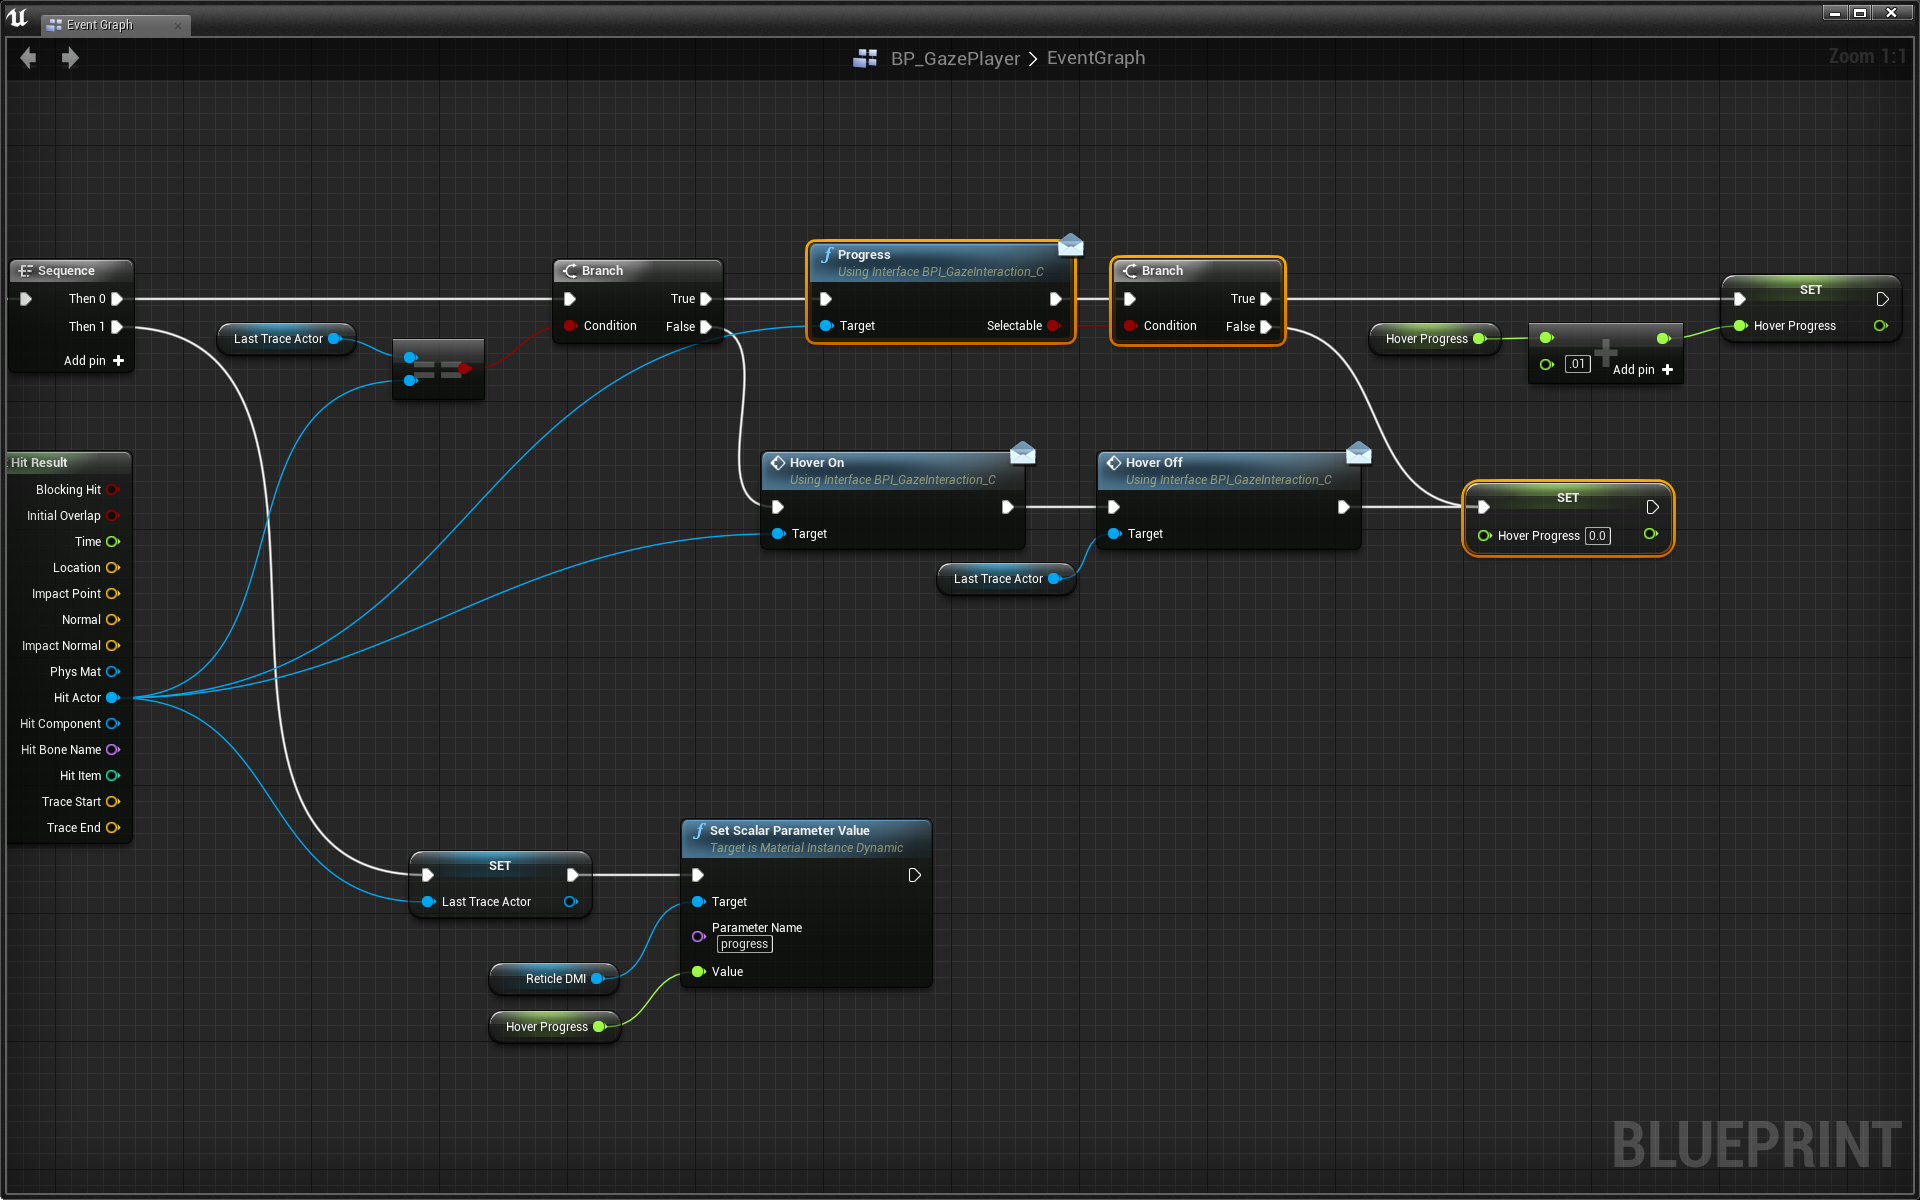 Event Graph
BP_GazePlayer > EventGraph
Zoom 1:1
Sequence
Then 0
Then 1
Add pin
Last Trace Actor
==
Branch
True
Condition
False
Progress
Using Interface BPI_GazeInteraction_C
Target
Selectable
Branch
True
Condition
False
Hover Progress
.01
Add pin
SET
Hover Progress
Hit Result
Blocking Hit
Initial Overlap
Time
Location
Impact Point
Normal
Impact Normal
Phys Mat
Hit Actor
Hit Component
Hit Bone Name
Hit Item
Trace Start
Trace End
Hover On
Using Interface BPI_GazeInteraction_C
Target
Hover Off
Using Interface BPI_GazeInteraction_C
Target
Last Trace Actor
SET
Hover Progress 0.0
SET
Last Trace Actor
Set Scalar Parameter Value
Target is Material Instance Dynamic
Target
Parameter Name
progress
Value
Reticle DMI
Hover Progress
BLUEPRINT